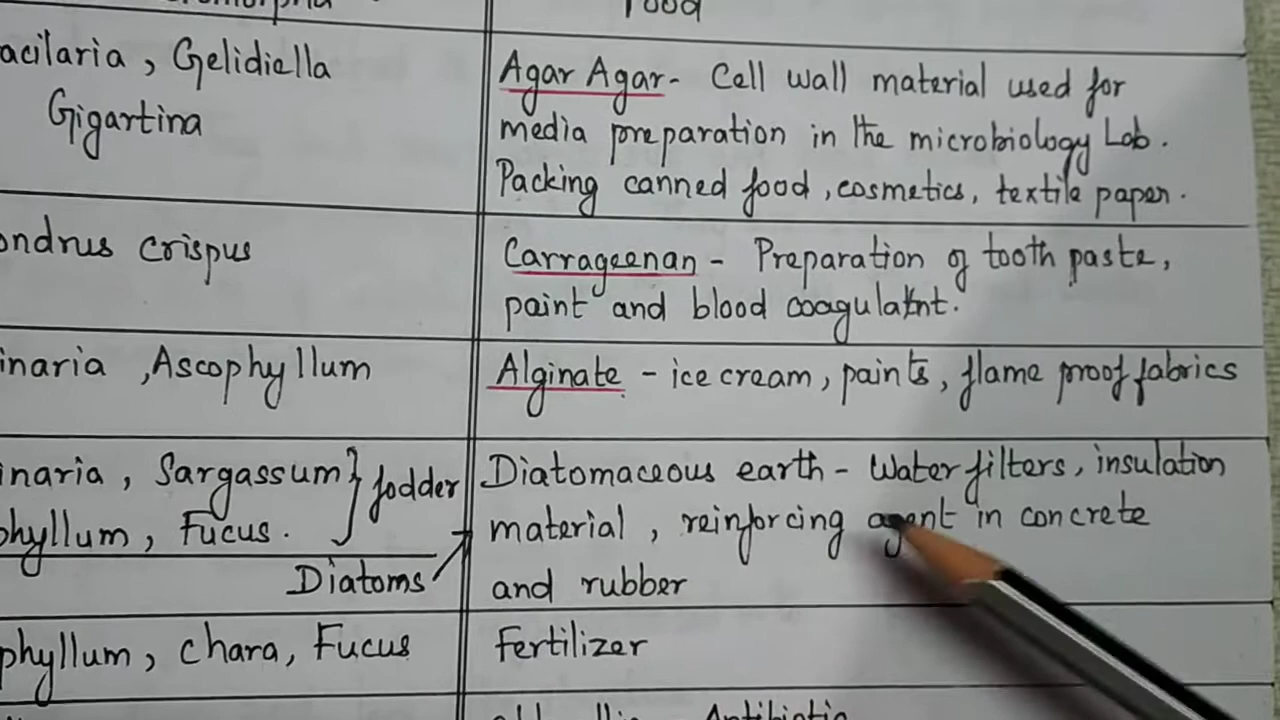 Food
acilaria, Gelidiella
Gigartina
Agar Agar - Cell wall material used for
media preparation in the microbiology Lab.
Packing canned food, cosmetics, textile paper.
ondrus crispus
Carrageenan - Preparation of tooth paste,
paint and blood coagulant.
inaria, Ascophyllum
Alginate - ice cream, paints, flame proof fabrics
inaria, Sargassum } fodder
phyllum, Fucus.
Diatoms
Diatomaceous earth - Water filters, insulation
material, reinforcing agent in concrete
and rubber
phyllum, chara, Fucus
Fertilizer
Antibiotic